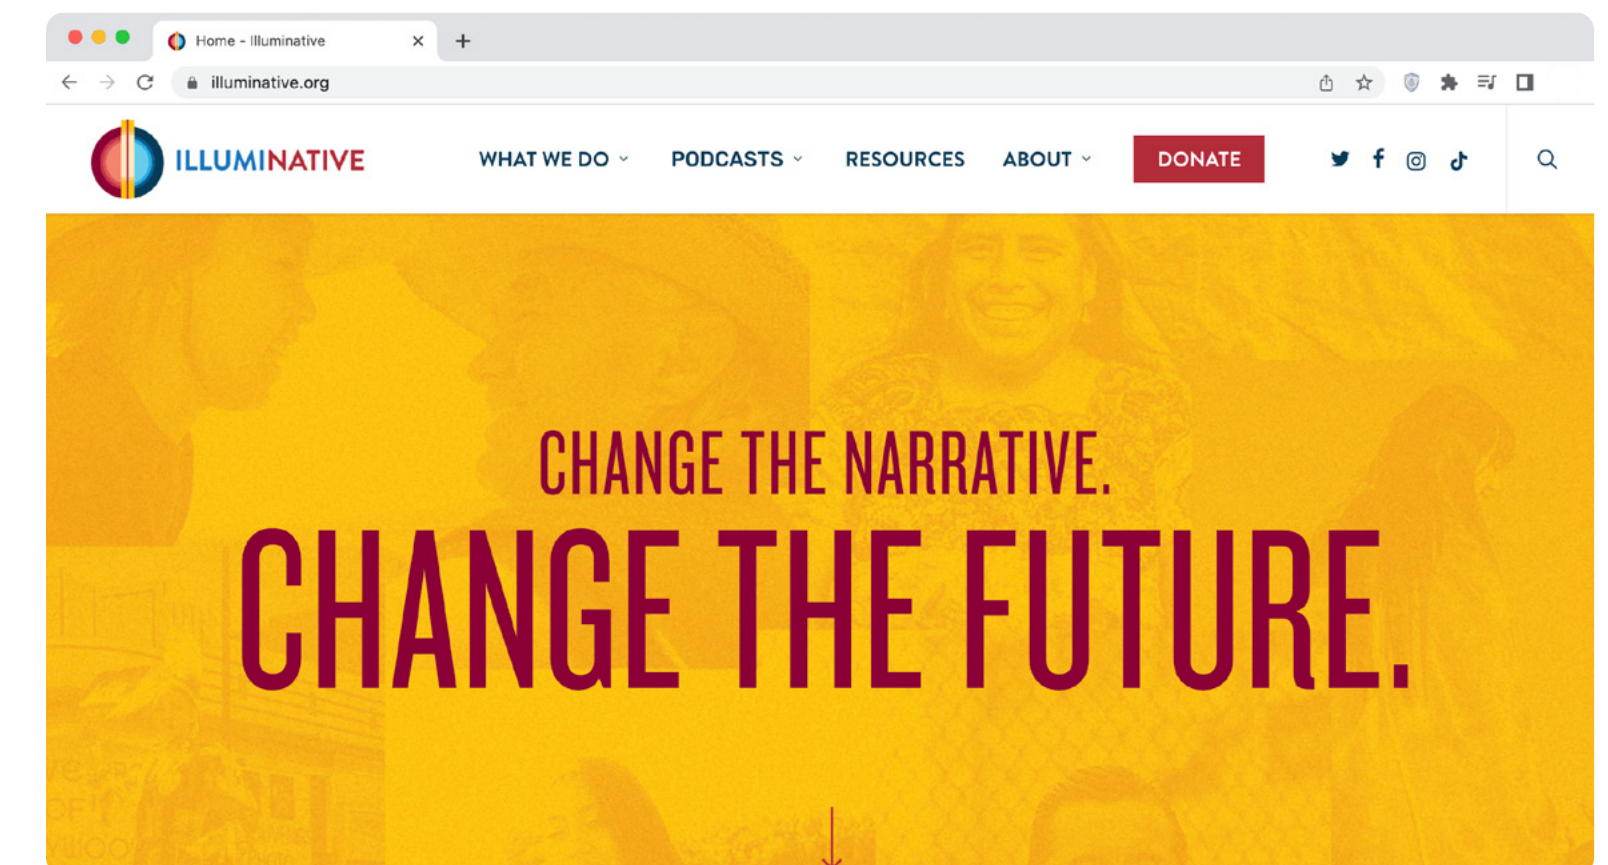 Home - Illuminative
illuminative.org
ILLUMINATIVE
WHAT WE DO
PODCASTS
RESOURCES
ABOUT
DONATE
CHANGE THE NARRATIVE.
CHANGE THE FUTURE.